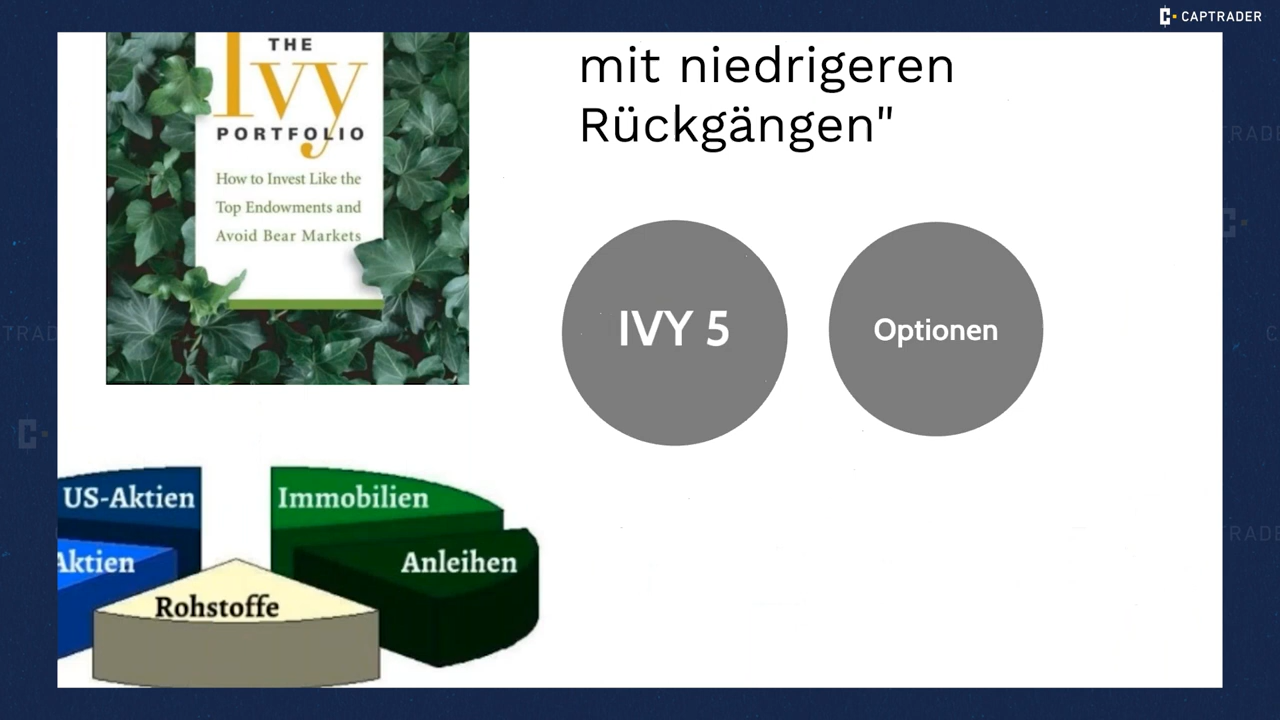 CAPTRADER
THE
Ivy
PORTFOLIO
How to Invest Like the
Top Endowments and
Avoid Bear Markets
mit niedrigeren
Rückgängen"
IVY 5
Optionen
US-Aktien
Immobilien
Aktien
Anleihen
Rohstoffe